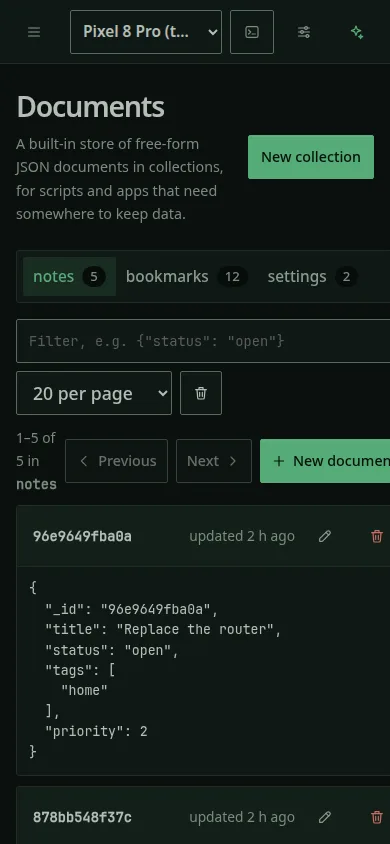 Pixel 8 Pro (t...
Documents
A built-in store of free-form
JSON documents in collections,
for scripts and apps that need
somewhere to keep data.
New collection
notes 5 bookmarks 12 settings 2
Filter, e.g. {"status": "open"}
20 per page
1–5 of
5 in
notes
Previous
Next
New documen
96e9649fba0a updated 2 h ago
{
  "_id": "96e9649fba0a",
  "title": "Replace the router",
  "status": "open",
  "tags": [
    "home"
  ],
  "priority": 2
}
878bb548f37c updated 2 h ago